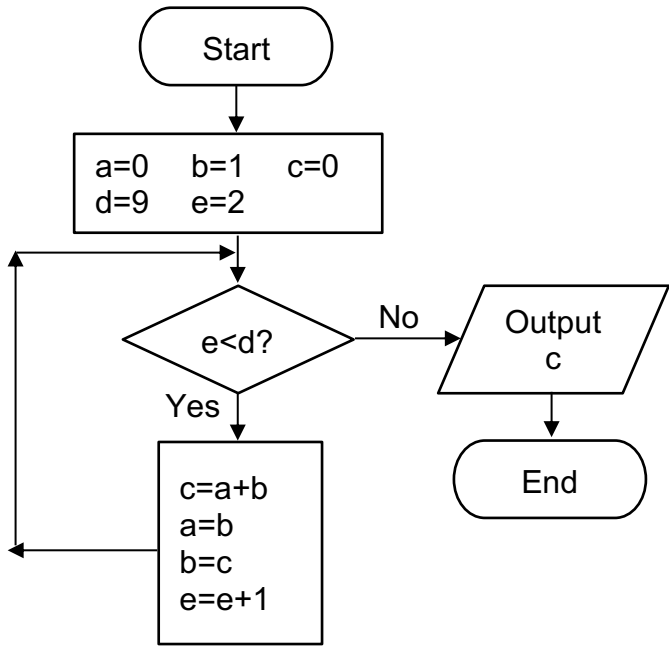 Start
a=0 b=1 c=0
d=9 e=2
e<d?
No
Output
c
Yes
End
c=a+b
a=b
b=c
e=e+1